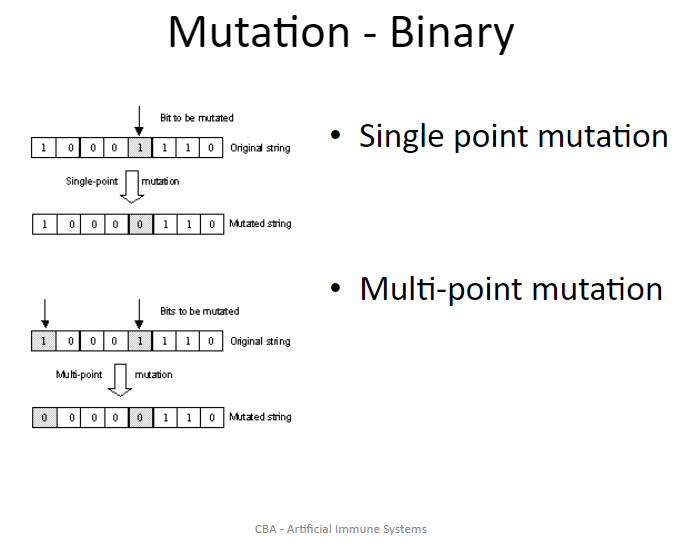 Mutation - Binary
Bit to be mutated
1 0 0 0 1 1 1 0 Original string
Single-point mutation
1 0 0 0 0 1 1 0 Mutated string
• Single point mutation
Bits to be mutated
1 0 0 0 1 1 1 0 Original string
Multi-point mutation
0 0 0 0 0 1 1 0 Mutated string
• Multi-point mutation
CBA - Artificial Immune Systems